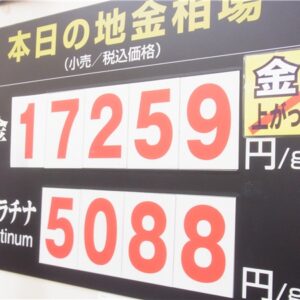 本日の地金相場
(小売／税込価格)
金 17259 円/g
金
上がっ
ラチナ 5088 円/g
tinum